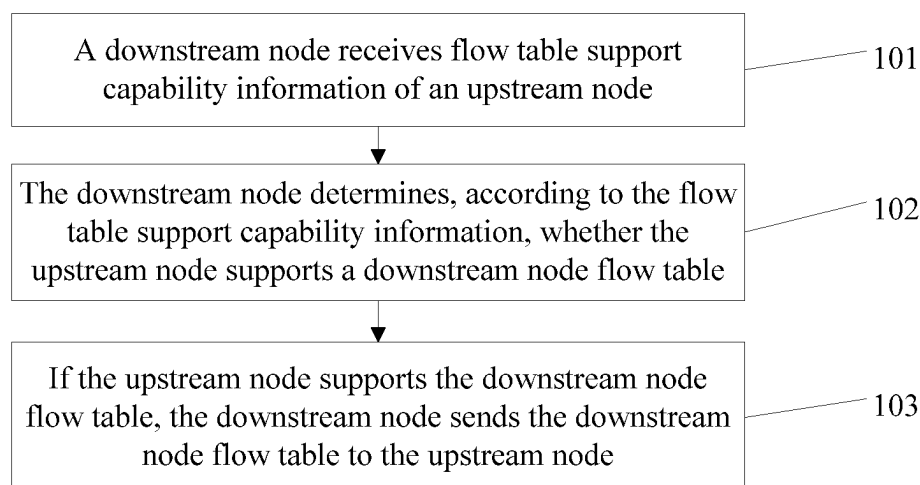 A downstream node receives flow table support
capability information of an upstream node
101
The downstream node determines, according to the flow
table support capability information, whether the
upstream node supports a downstream node flow table
102
If the upstream node supports the downstream node
flow table, the downstream node sends the downstream
node flow table to the upstream node
103